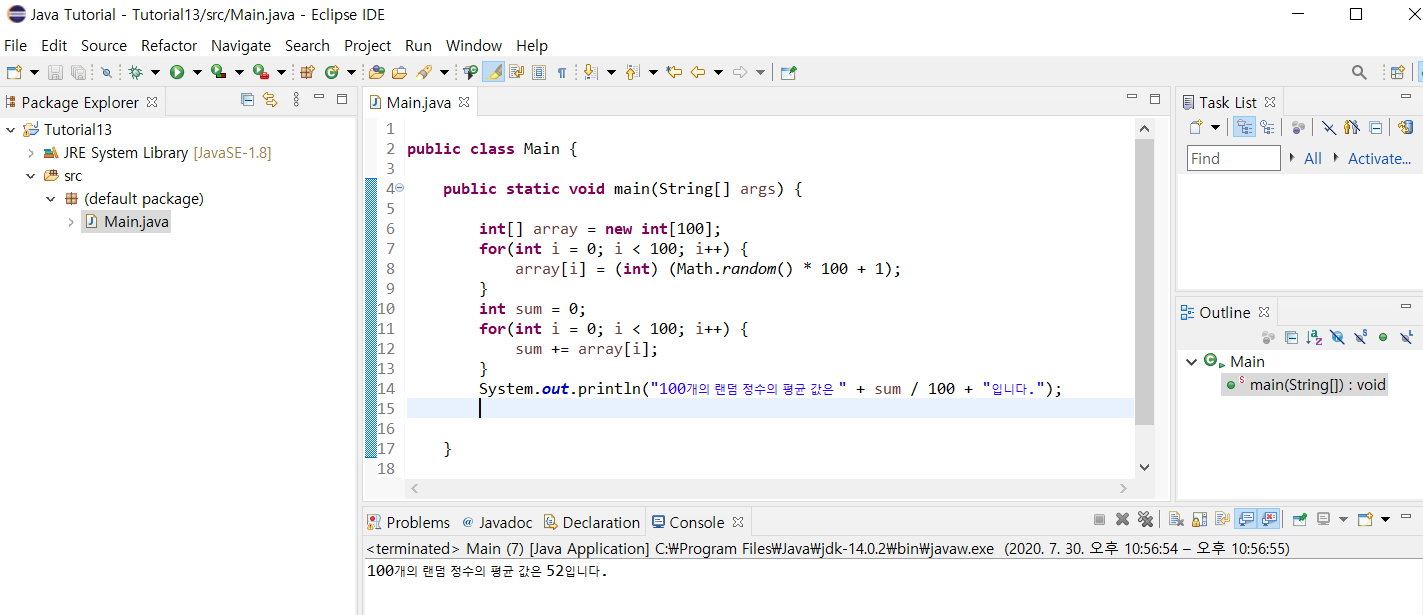 Java Tutorial - Tutorial13/src/Main.java - Eclipse IDE
File Edit Source Refactor Navigate Search Project Run Window Help
Package Explorer
Tutorial13
JRE System Library [JavaSE-1.8]
src
(default package)
Main.java
Main.java
1
2 public class Main {
3
4 public static void main(String[] args) {
5
6 int[] array = new int[100];
7 for(int i = 0; i < 100; i++) {
8 array[i] = (int) (Math.random() * 100 + 1);
9 }
10 int sum = 0;
11 for(int i = 0; i < 100; i++) {
12 sum += array[i];
13 }
14 System.out.println("100개의 랜덤 정수의 평균 값은 " + sum / 100 + "입니다.");
15
16
17 }
18
Task List
Find All Activate...
Outline
Main
main(String[]) : void
Problems Javadoc Declaration Console
<terminated> Main (7) [Java Application] C:₩Program Files₩Java₩jdk-14.0.2₩bin₩javaw.exe (2020. 7. 30. 오후 10:56:54 – 오후 10:56:55)
100개의 랜덤 정수의 평균 값은 52입니다.